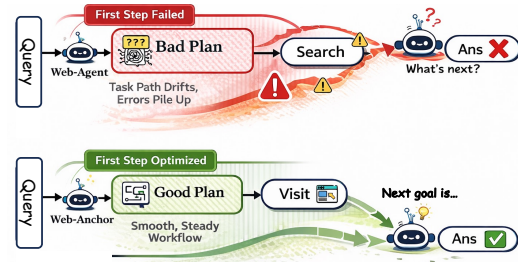 First Step Failed
Query
Web-Agent
???
Bad Plan
Search
??
Ans
What's next?
Task Path Drifts,
Errors Pile Up
First Step Optimized
Query
Web-Anchor
Good Plan
Visit
Next goal is...
Ans
Smooth, Steady
Workflow